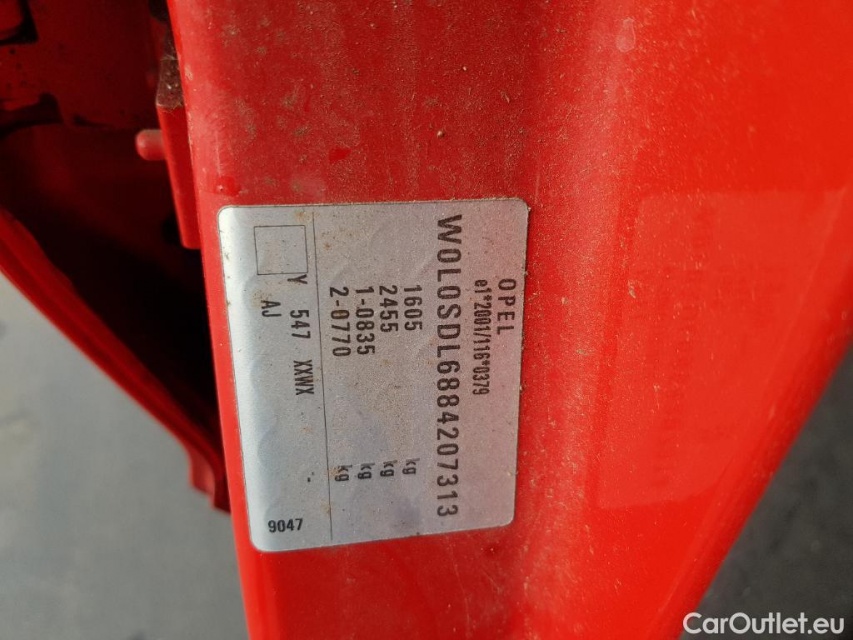 OPEL
e1*2001/116*0379
W0L0SDL6884207313
1605 kg
2455 kg
1-0835 kg
2-0770 kg
Y 547 XXWX
AJ
9047
CarOutlet.eu